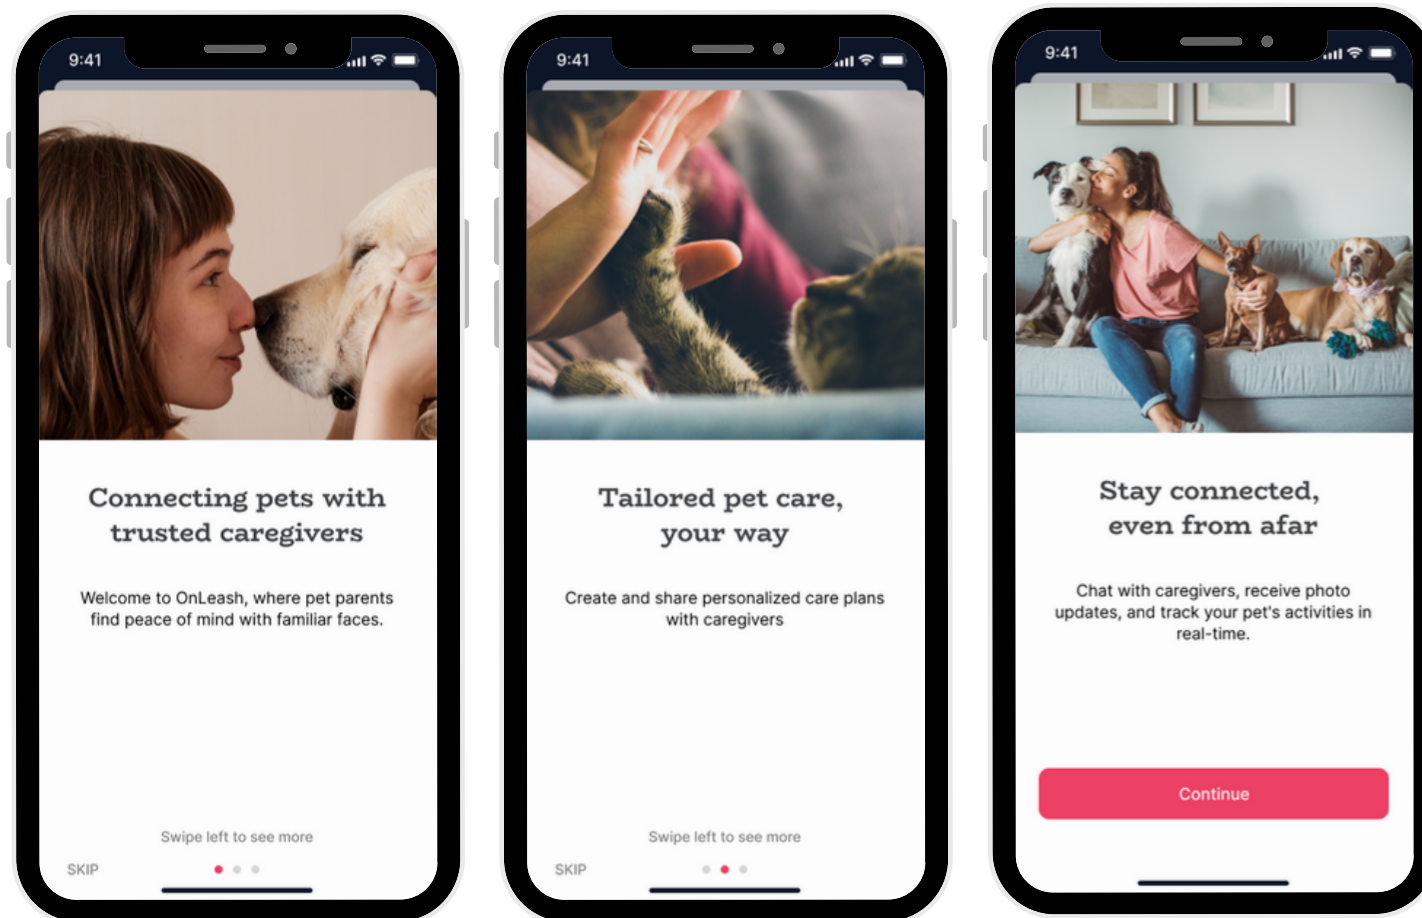 9:41
Connecting pets with
trusted caregivers
Welcome to OnLeash, where pet parents
find peace of mind with familiar faces.
Swipe left to see more
SKIP
9:41
Tailored pet care,
your way
Create and share personalized care plans
with caregivers
Swipe left to see more
SKIP
9:41
Stay connected,
even from afar
Chat with caregivers, receive photo
updates, and track your pet's activities in
real-time.
Continue